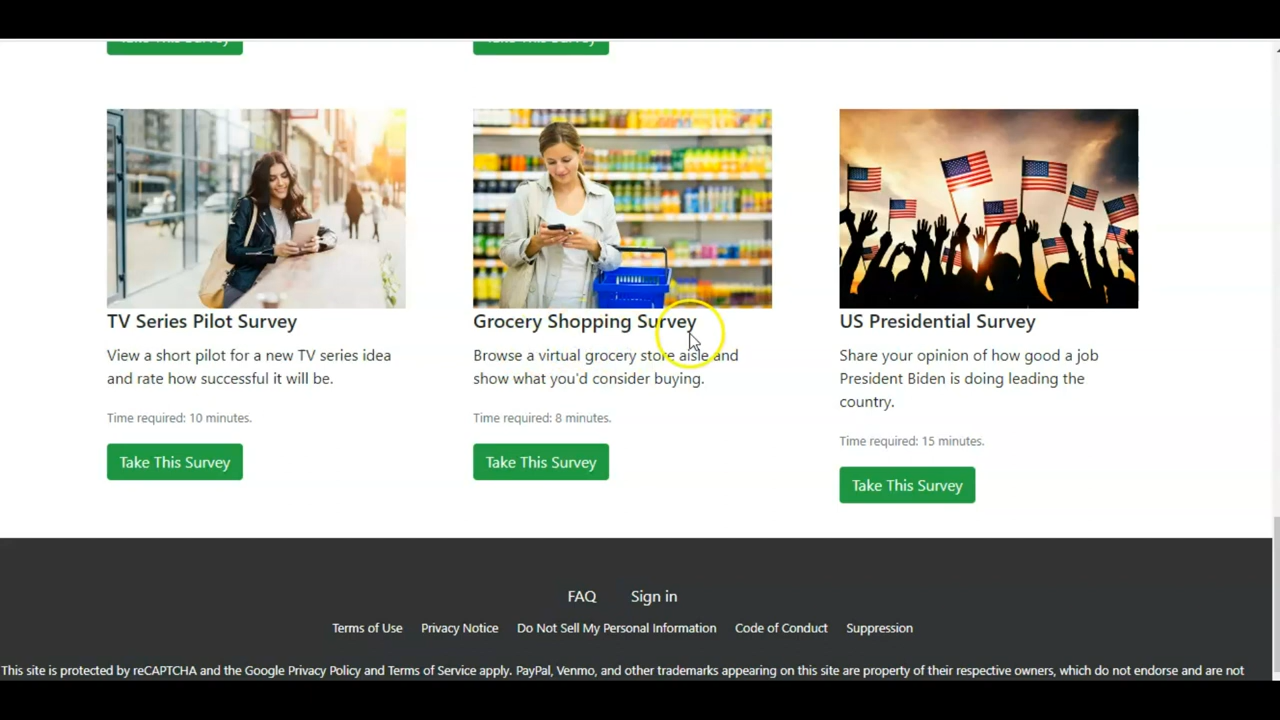 Take This Survey Take This Survey
TV Series Pilot Survey
View a short pilot for a new TV series idea
and rate how successful it will be.
Time required: 10 minutes.
Take This Survey
Grocery Shopping Survey
Browse a virtual grocery store aisle and
show what you'd consider buying.
Time required: 8 minutes.
Take This Survey
US Presidential Survey
Share your opinion of how good a job
President Biden is doing leading the
country.
Time required: 15 minutes.
Take This Survey
FAQ Sign in
Terms of Use Privacy Notice Do Not Sell My Personal Information Code of Conduct Suppression
This site is protected by reCAPTCHA and the Google Privacy Policy and Terms of Service apply. PayPal, Venmo, and other trademarks appearing on this site are property of their respective owners, which do not endorse and are not